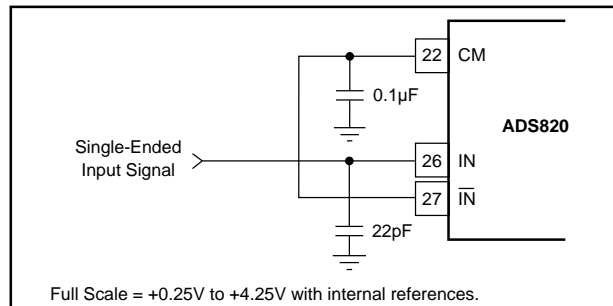 22 CM
0.1µF
ADS820
Single-Ended
Input Signal
26 IN
27 I̅N̅
22pF
Full Scale = +0.25V to +4.25V with internal references.